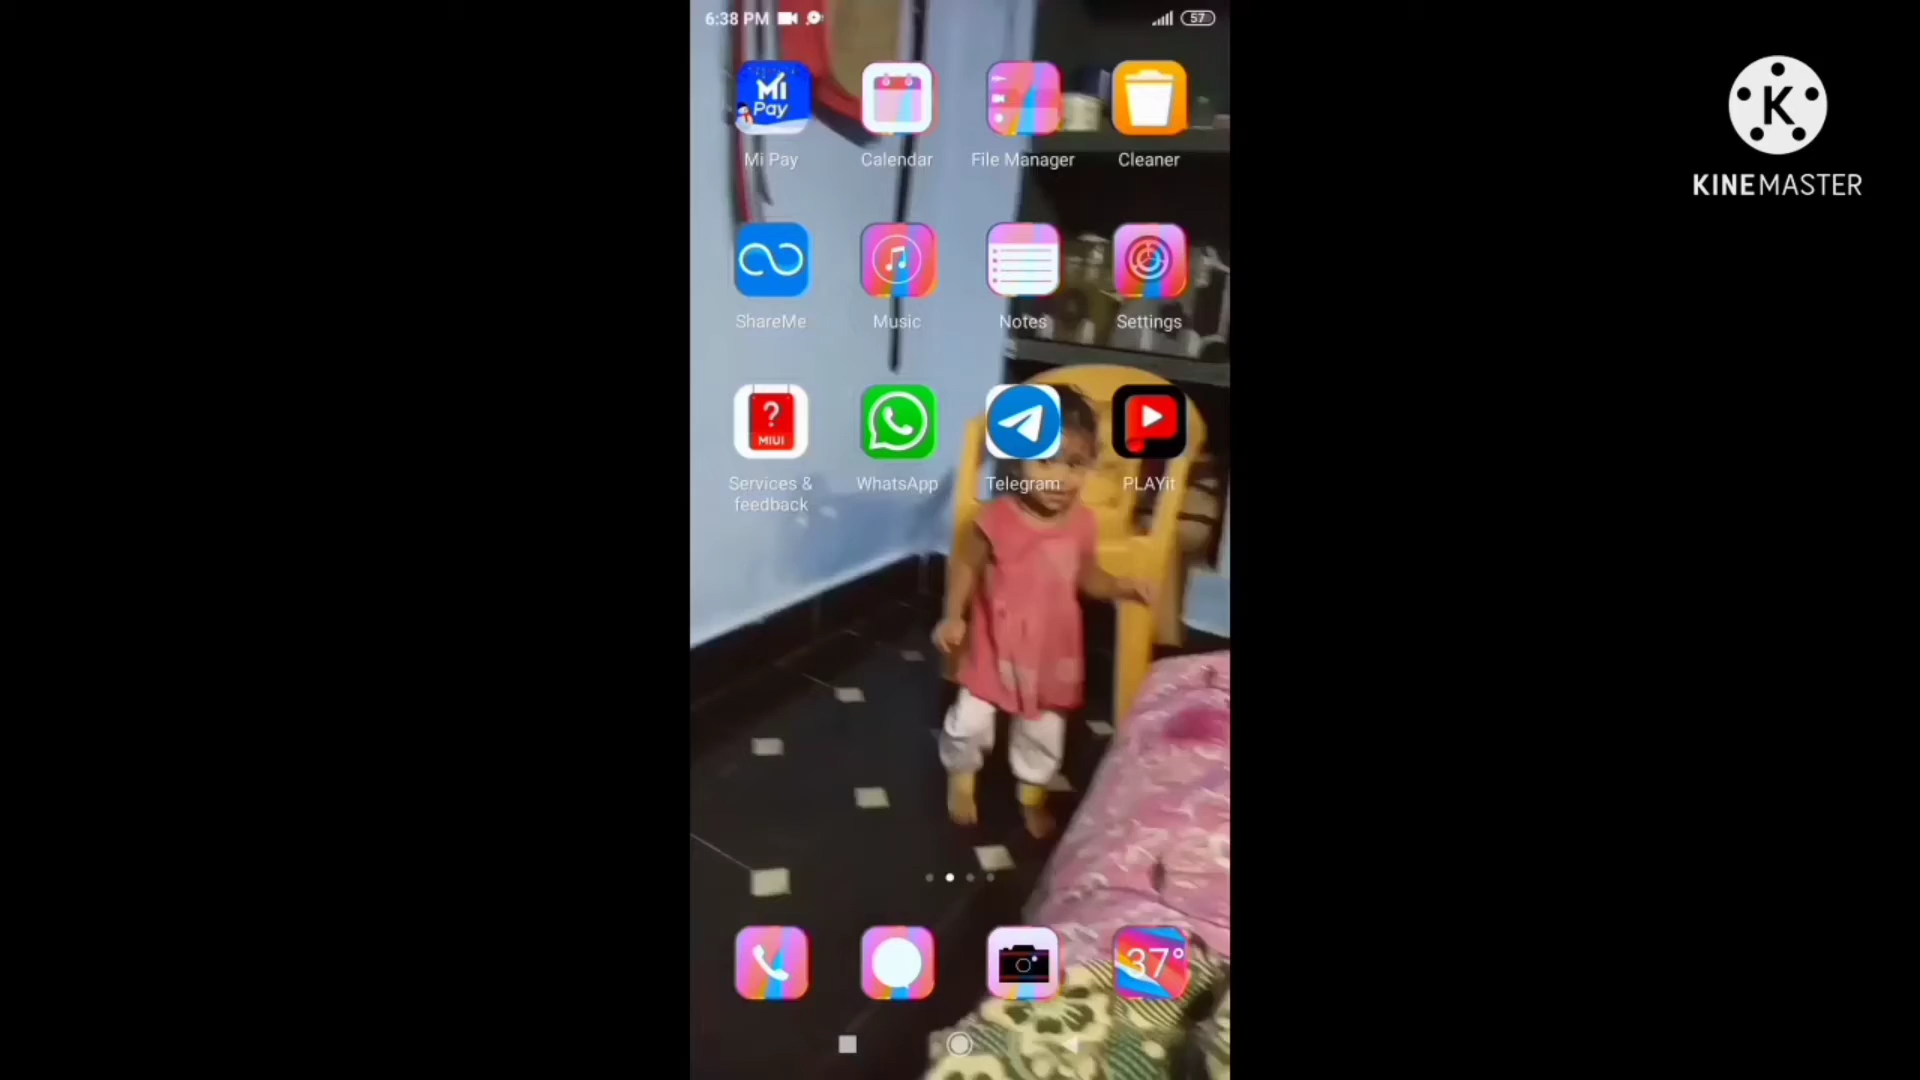 6:38 PM
57
KINEMASTER
Mi Pay
Mi Pay
Calendar
File Manager
Cleaner
ShareMe
Music
Notes
Settings
?
MIUI
Services &
feedback
WhatsApp
Telegram
PLAYit
37°
K